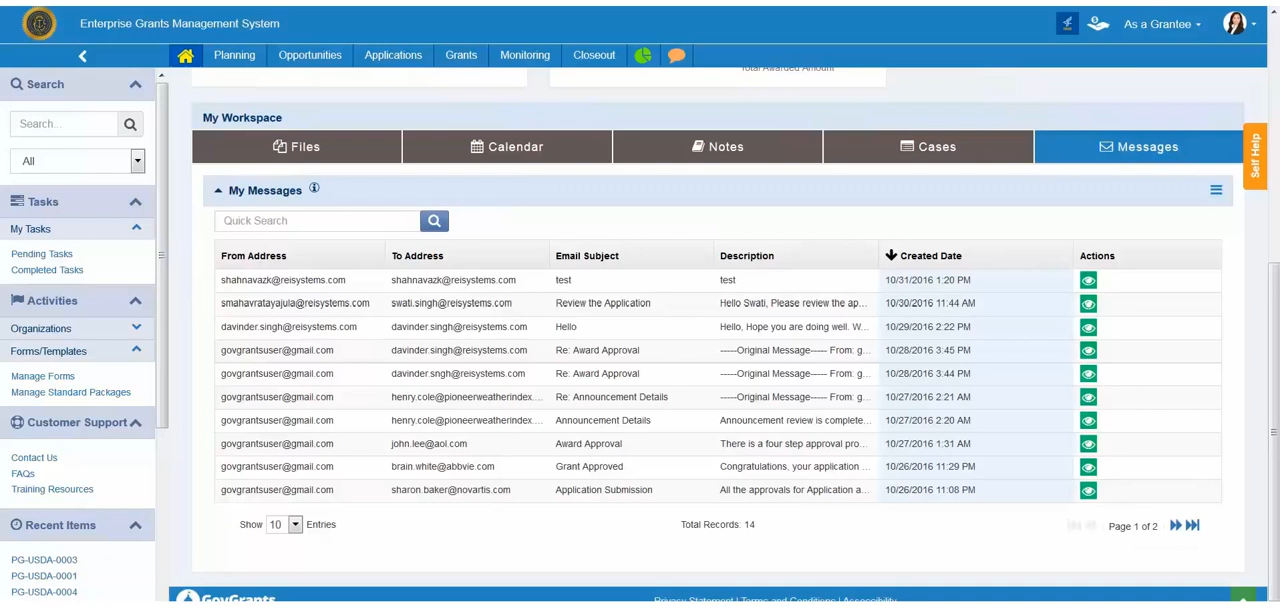 Enterprise Grants Management System
As a Grantee
Planning Opportunities Applications Grants Monitoring Closeout
Search
Search...
All
Tasks
My Tasks
Pending Tasks
Completed Tasks
Activities
Organizations
Forms/Templates
Manage Forms
Manage Standard Packages
Customer Support
Contact Us
FAQs
Training Resources
Recent Items
PG-USDA-0003
PG-USDA-0001
PG-USDA-0004
Total Awarded Amount
My Workspace
Files Calendar Notes Cases Messages
Self Help
My Messages
Quick Search
From Address To Address Email Subject Description Created Date Actions
shahnavazk@reisystems.com shahnavazk@reisystems.com test test 10/31/2016 1:20 PM
smahavratayajula@reisystems.com swati.singh@reisystems.com Review the Application Hello Swati, Please review the ap... 10/30/2016 11:44 AM
davinder.singh@reisystems.com davinder.singh@reisystems.com Hello Hello, Hope you are doing well. W... 10/29/2016 2:22 PM
govgrantsuser@gmail.com davinder.singh@reisystems.com Re: Award Approval -----Original Message----- From: g... 10/28/2016 3:45 PM
govgrantsuser@gmail.com davinder.sngh@reisystems.com Re: Award Approval -----Original Message----- From: g... 10/28/2016 3:44 PM
govgrantsuser@gmail.com henry.cole@pioneerweatherindex.... Re: Announcement Details -----Original Message----- From: g... 10/27/2016 2:21 AM
govgrantsuser@gmail.com henry.cole@pioneerweatherindex.... Announcement Details Announcement review is complete... 10/27/2016 2:20 AM
govgrantsuser@gmail.com john.lee@aol.com Award Approval There is a four step approval pro... 10/27/2016 1:31 AM
govgrantsuser@gmail.com brain.white@abbvie.com Grant Approved Congratulations, your application ... 10/26/2016 11:29 PM
govgrantsuser@gmail.com sharon.baker@novartis.com Application Submission All the approvals for Application a... 10/26/2016 11:08 PM
Show 10 Entries Total Records: 14 Page 1 of 2
GovGrants Privacy Statement | Terms and Conditions | Accessibility